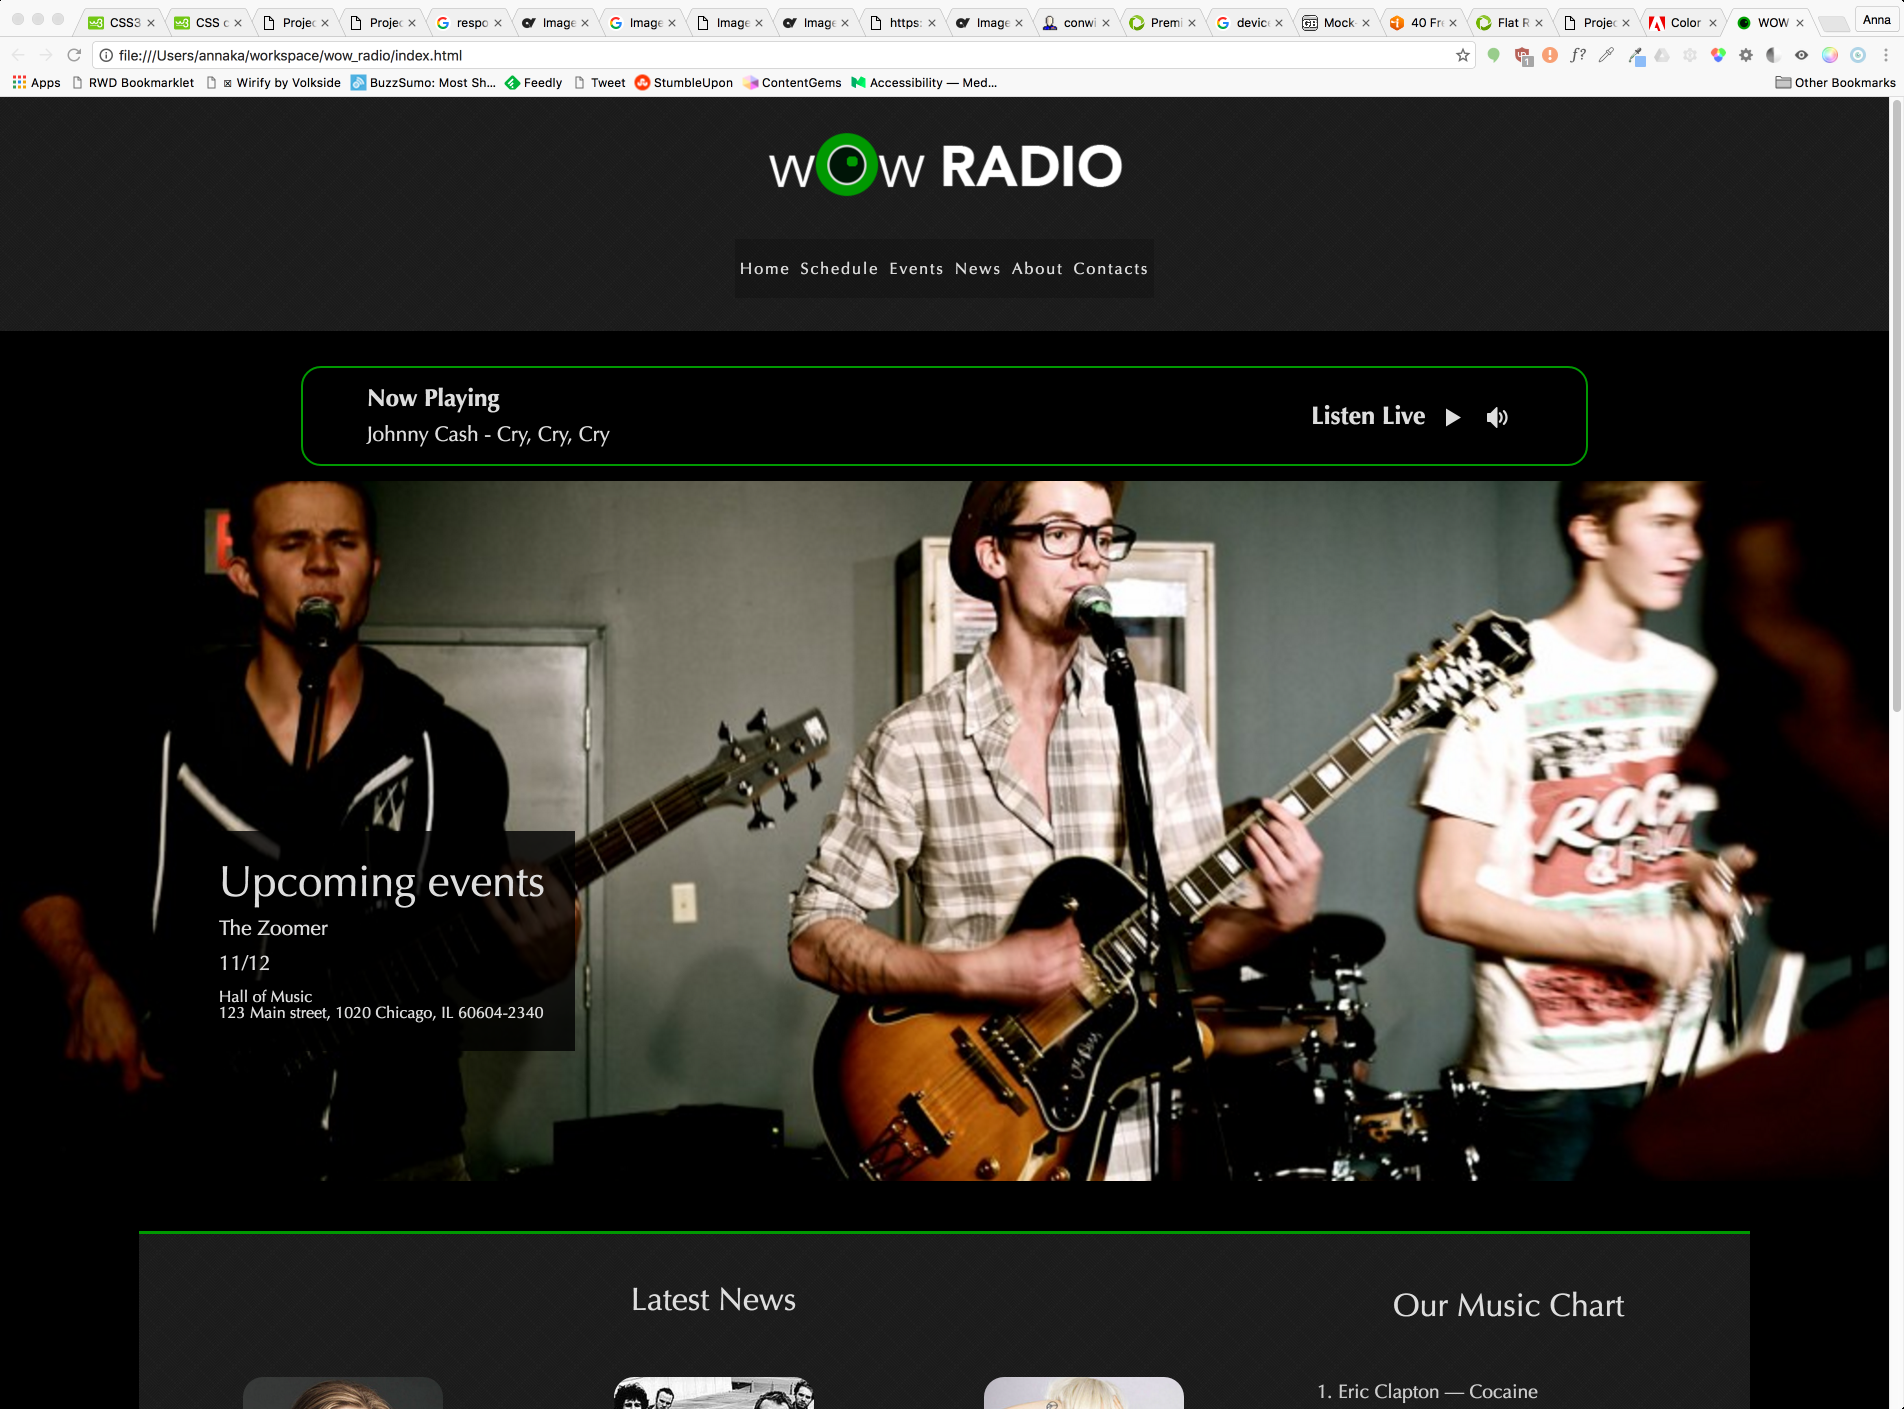 CSS3
CSS c
Projec
Projec
respo
Image
Image
Image
Image
https:
Image
conwi
Premi
device
Mock-
40 Fre
Flat R
Projec
Color
WOW
Anna
file:///Users/annaka/workspace/wow_radio/index.html
1
f?
Apps
RWD Bookmarklet
Wirify by Volkside
BuzzSumo: Most Sh...
Feedly
Tweet
StumbleUpon
ContentGems
Accessibility — Med...
Other Bookmarks
wOw RADIO
Home Schedule Events News About Contacts
Now Playing
Johnny Cash - Cry, Cry, Cry
Listen Live
ROCK
&
Upcoming events
The Zoomer
11/12
Hall of Music
123 Main street, 1020 Chicago, IL 60604-2340
Latest News
Our Music Chart
1. Eric Clapton — Cocaine